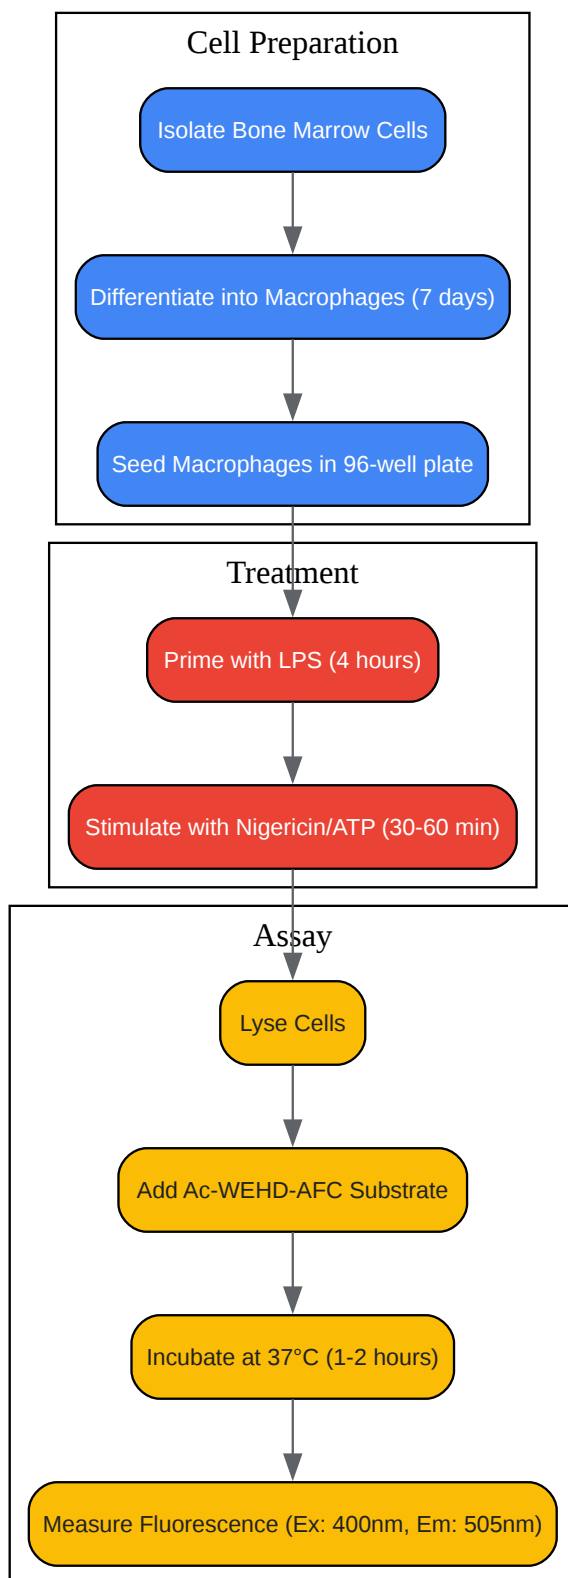 Cell Preparation
Isolate Bone Marrow Cells
Differentiate into Macrophages (7 days)
Seed Macrophages in 96-well plate
Treatment
Prime with LPS (4 hours)
Stimulate with Nigericin/ATP (30-60 min)
Assay
Lyse Cells
Add Ac-WEHD-AFC Substrate
Incubate at 37°C (1-2 hours)
Measure Fluorescence (Ex: 400nm, Em: 505nm)